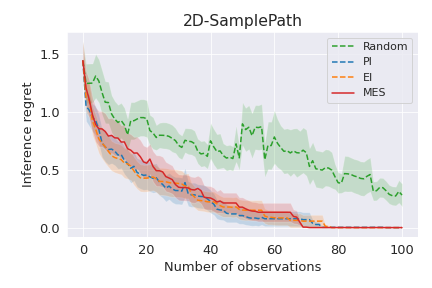 2D-SamplePath
Inference regret
1.5
1.0
0.5
0.0
Random
PI
EI
MES
0 20 40 60 80 100
Number of observations